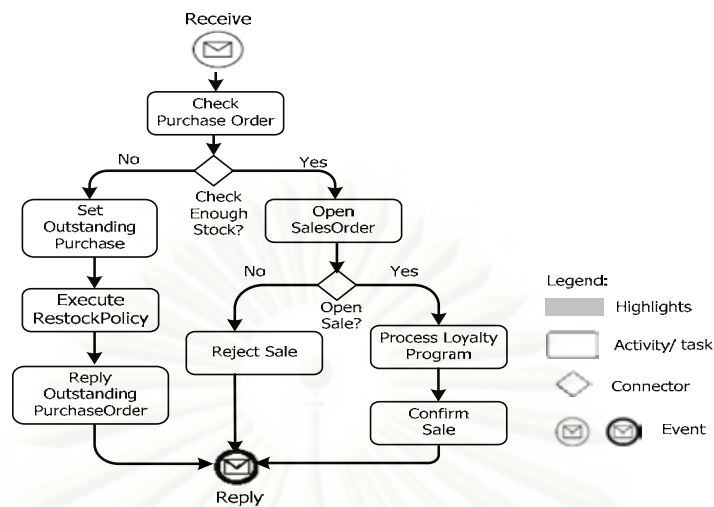 Receive
Check
Purchase Order
No
Yes
Check
Enough
Stock?
Set
Outstanding
Purchase
Open
SalesOrder
No
Yes
Open
Sale?
Execute
RestockPolicy
Reject Sale
Process Loyalty
Program
Reply
Outstanding
PurchaseOrder
Confirm
Sale
Reply
Legend:
Highlights
Activity/ task
Connector
Event